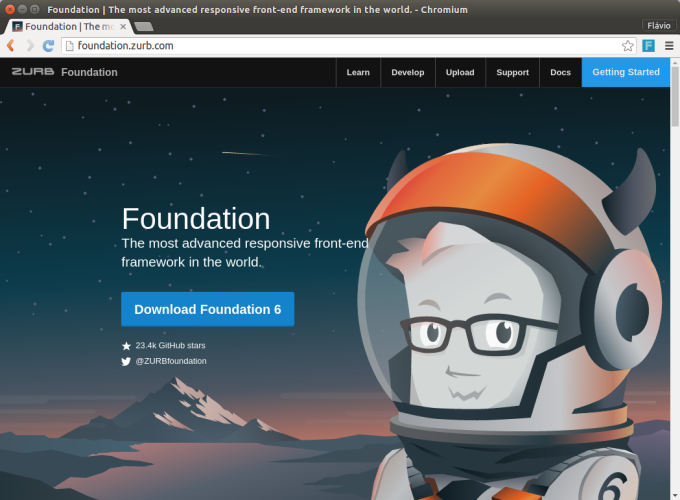 Foundation | The most advanced responsive front-end framework in the world. - Chromium
Foundation | The mo
Flávio
foundation.zurb.com
F
ZURB Foundation
Learn
Develop
Upload
Support
Docs
Getting Started
Foundation
The most advanced responsive front-end
framework in the world.
Download Foundation 6
23.4k GitHub stars
@ZURBfoundation
6